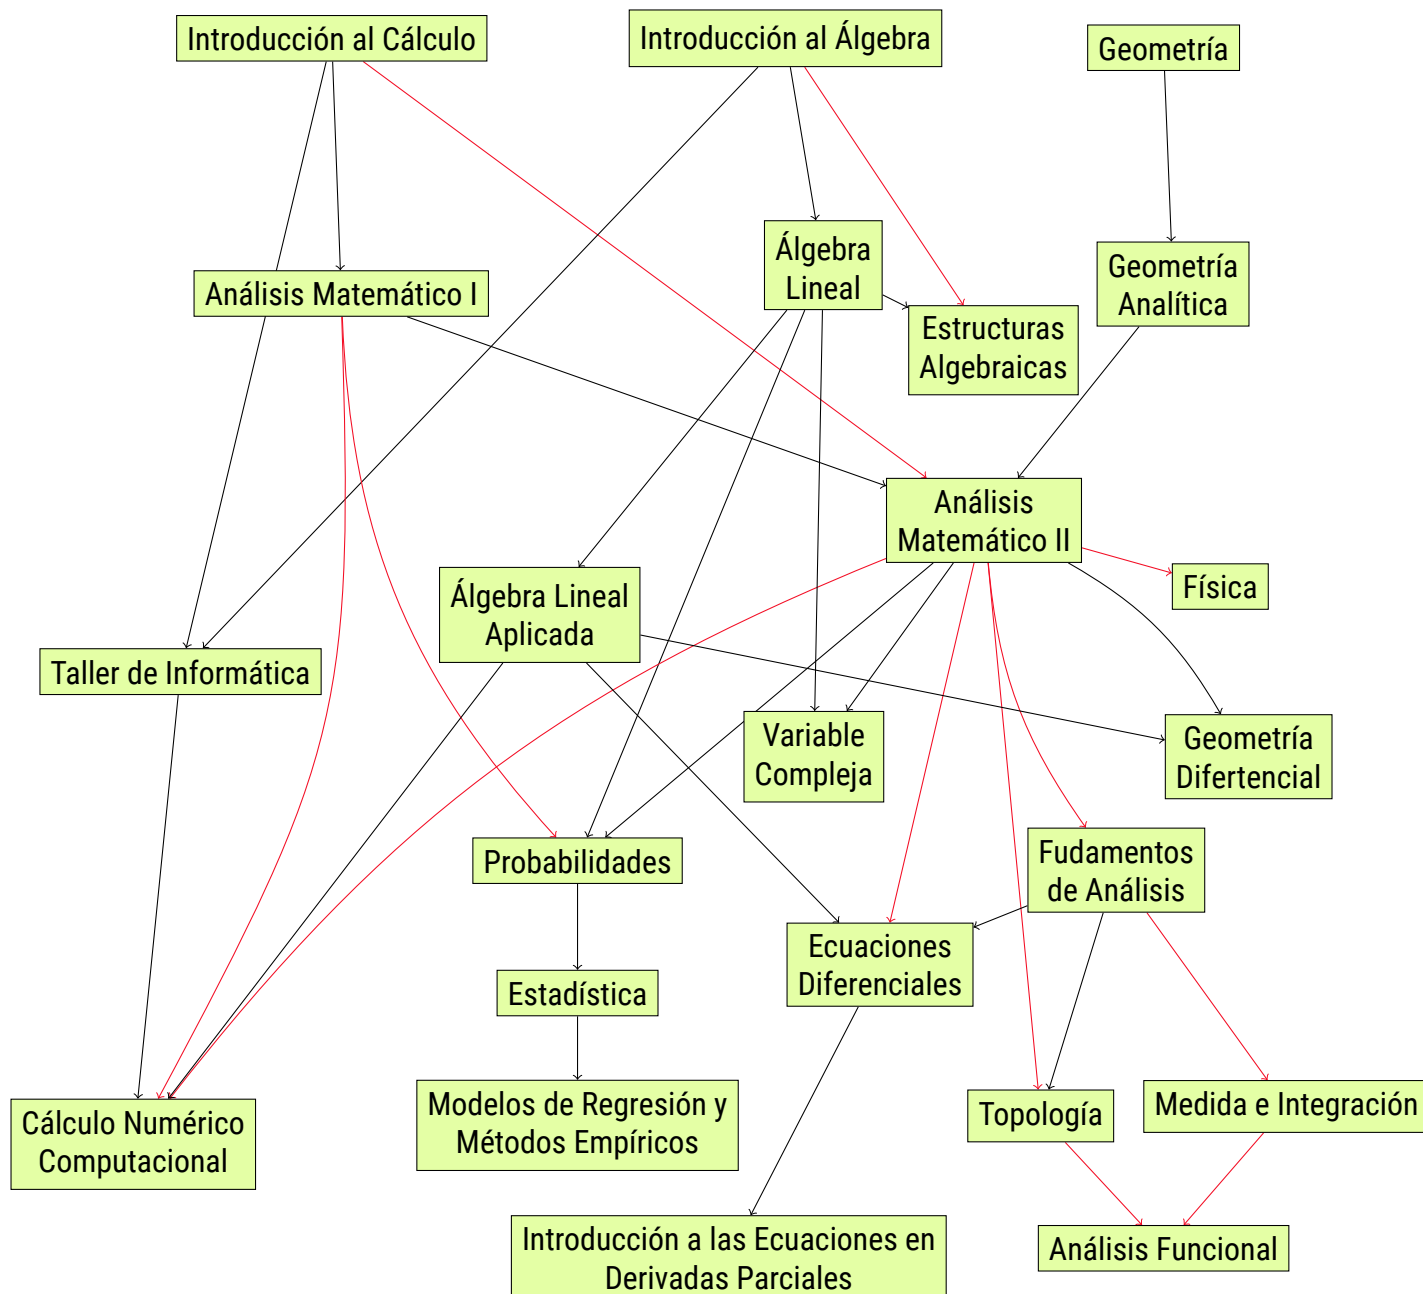 Introducción al Cálculo
Introducción al Álgebra
Geometría
Álgebra
Lineal
Geometría
Analítica
Análisis Matemático I
Estructuras
Algebraicas
Análisis
Matemático II
Física
Álgebra Lineal
Aplicada
Taller de Informática
Variable
Compleja
Geometría
Difertencial
Probabilidades
Fudamentos
de Análisis
Ecuaciones
Diferenciales
Estadística
Modelos de Regresión y
Métodos Empíricos
Topología
Medida e Integración
Cálculo Numérico
Computacional
Introducción a las Ecuaciones en
Derivadas Parciales
Análisis Funcional